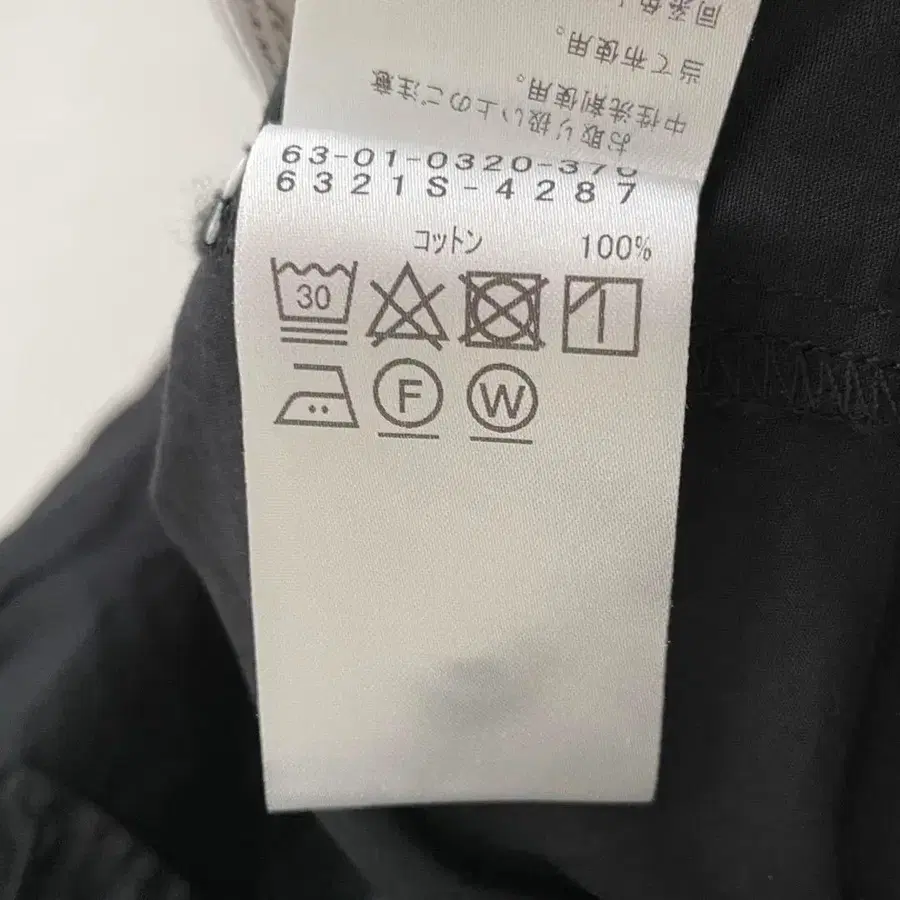 お取り扱い上のご注意
中性洗剤使用。
当て布使用。
63-01-0320-370
6321S-4287
コットン 100%
30
F
W